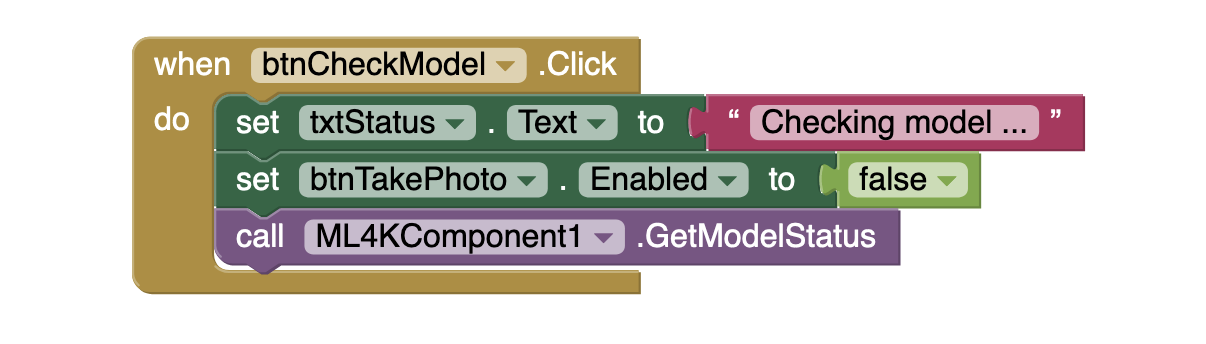 when btnCheckModel .Click
do set txtStatus . Text to “ Checking model ... ”
set btnTakePhoto . Enabled to false
call ML4KComponent1 .GetModelStatus